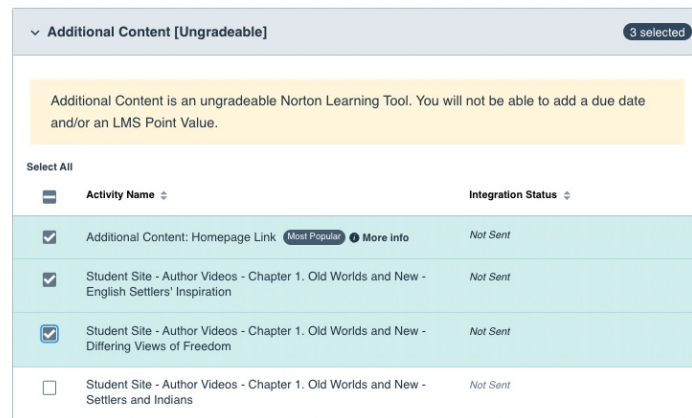 Additional Content [Ungradeable]
3 selected
Additional Content is an ungradeable Norton Learning Tool. You will not be able to add a due date
and/or an LMS Point Value.
Select All
Activity Name
Integration Status
Additional Content: Homepage Link Most Popular More info
Not Sent
Student Site - Author Videos - Chapter 1. Old Worlds and New -
English Settlers' Inspiration
Not Sent
Student Site - Author Videos - Chapter 1. Old Worlds and New -
Differing Views of Freedom
Not Sent
Student Site - Author Videos - Chapter 1. Old Worlds and New -
Settlers and Indians
Not Sent